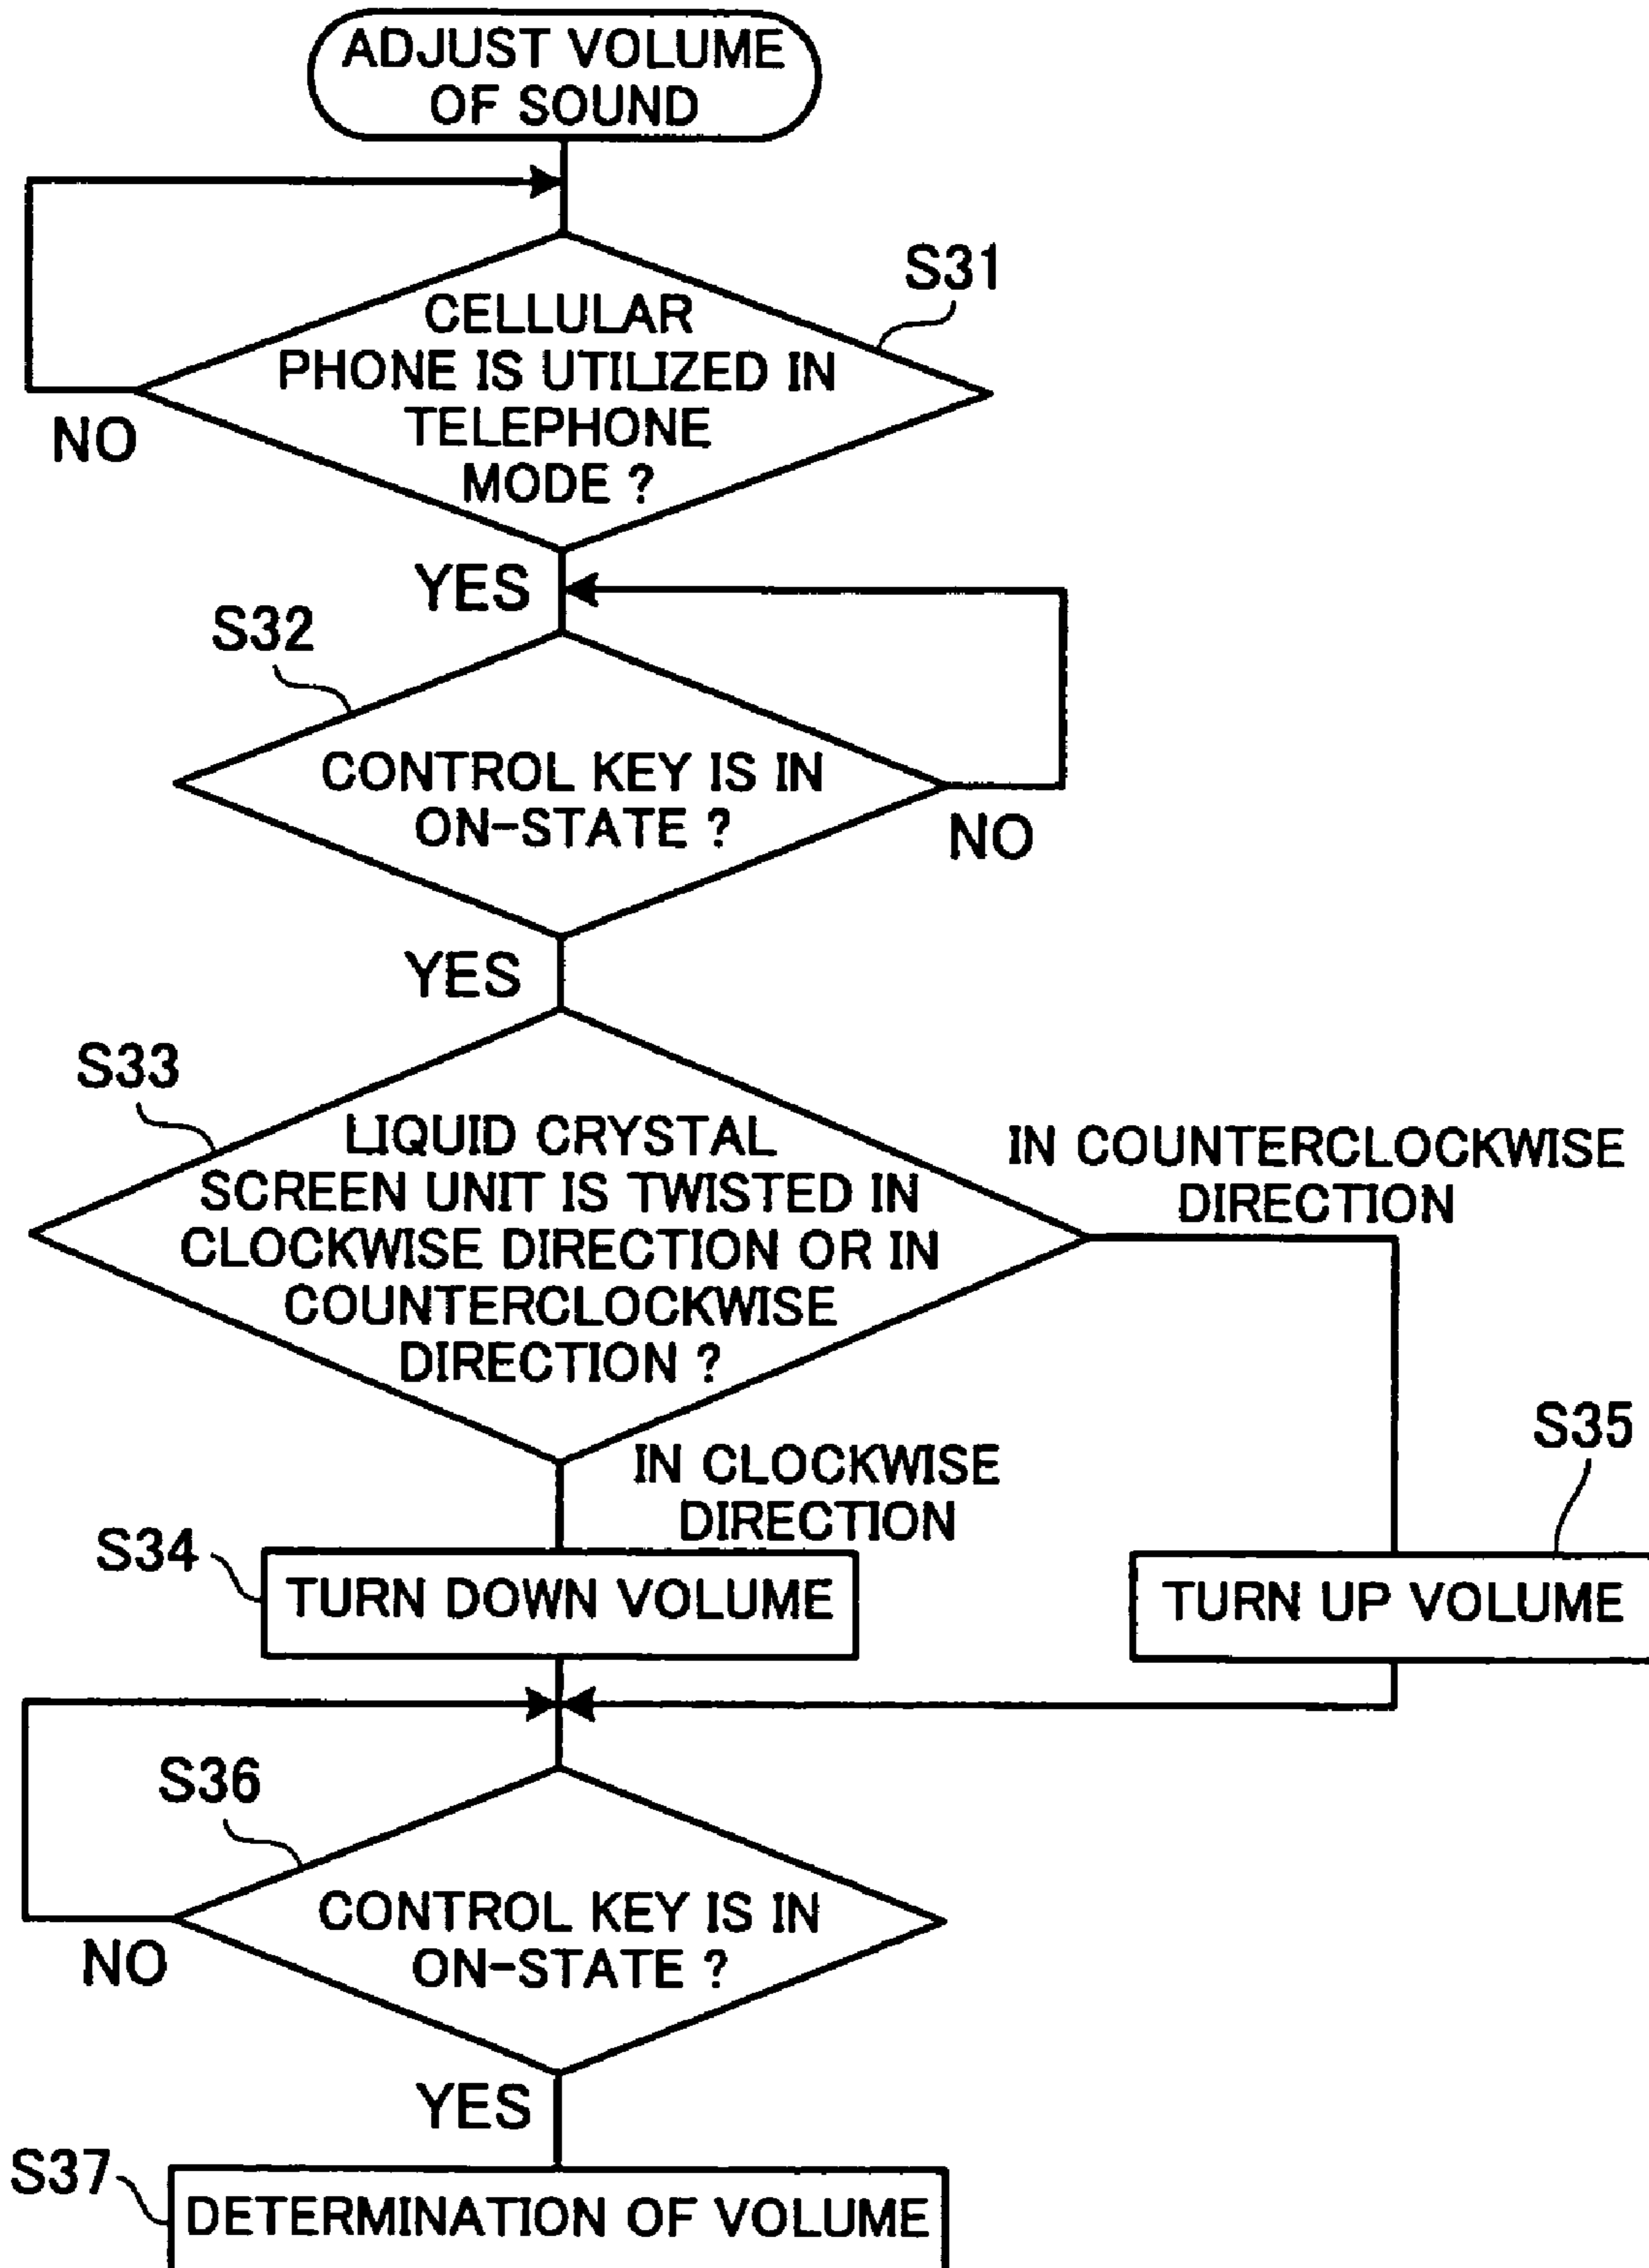 ADJUST VOLUME
OF SOUND
S31
CELLULAR
PHONE IS UTILIZED IN
TELEPHONE
MODE ?
NO
YES
S32
CONTROL KEY IS IN
ON-STATE ?
NO
YES
S33
LIQUID CRYSTAL
SCREEN UNIT IS TWISTED IN
CLOCKWISE DIRECTION OR IN
COUNTERCLOCKWISE
DIRECTION ?
IN COUNTERCLOCKWISE
DIRECTION
IN CLOCKWISE
DIRECTION
S34
TURN DOWN VOLUME
S35
TURN UP VOLUME
S36
CONTROL KEY IS IN
ON-STATE ?
NO
YES
S37
DETERMINATION OF VOLUME